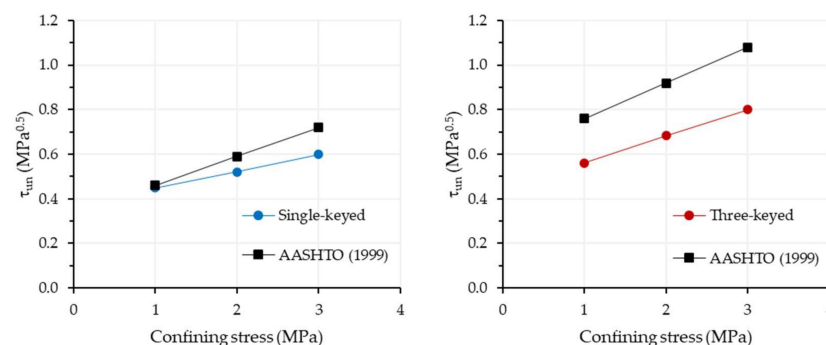 1.2
1.0
0.8
0.6
0.4
0.2
0.0
τun (MPa0.5)
Single-keyed
AASHTO (1999)
0 1 2 3 4
Confining stress (MPa)
1.2
1.0
0.8
0.6
0.4
0.2
0.0
τun (MPa0.5)
Three-keyed
AASHTO (1999)
0 1 2 3
Confining stress (MPa)